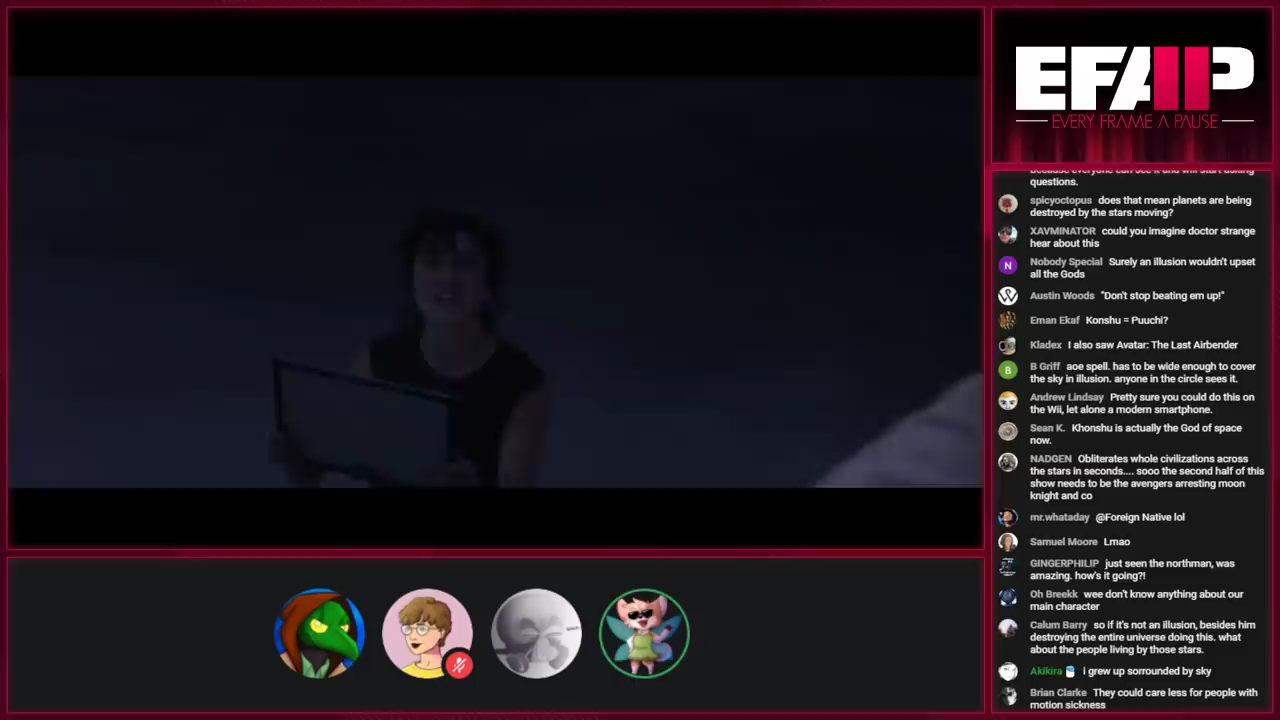 EFAP
EVERY FRAME A PAUSE
because everyone can see it and will start asking
questions.
spicyoctopus does that mean planets are being
destroyed by the stars moving?
XAVMINATOR could you imagine doctor strange
hear about this
N
Nobody Special Surely an illusion wouldn't upset
all the Gods
Austin Woods "Don't stop beating em up!"
Eman Ekaf Konshu = Puuchi?
Kladex I also saw Avatar: The Last Airbender
B
B Griff aoe spell. has to be wide enough to cover
the sky in illusion. anyone in the circle sees it.
Andrew Lindsay Pretty sure you could do this on
the Wii, let alone a modern smartphone.
Sean K. Khonshu is actually the God of space
now.
NADGEN Obliterates whole civilizations across
the stars in seconds.... sooo the second half of this
show needs to be the avengers arresting moon
knight and co
mr.whataday @Foreign Native lol
Samuel Moore Lmao
GINGERPHILIP just seen the northman, was
amazing. how's it going?!
Oh Breekk wee don't know anything about our
main character
Calum Barry so if it's not an illusion, besides him
destroying the entire universe doing this. what
about the people living by those stars.
Akikira i grew up sorrounded by sky
Brian Clarke They could care less for people with
motion sickness